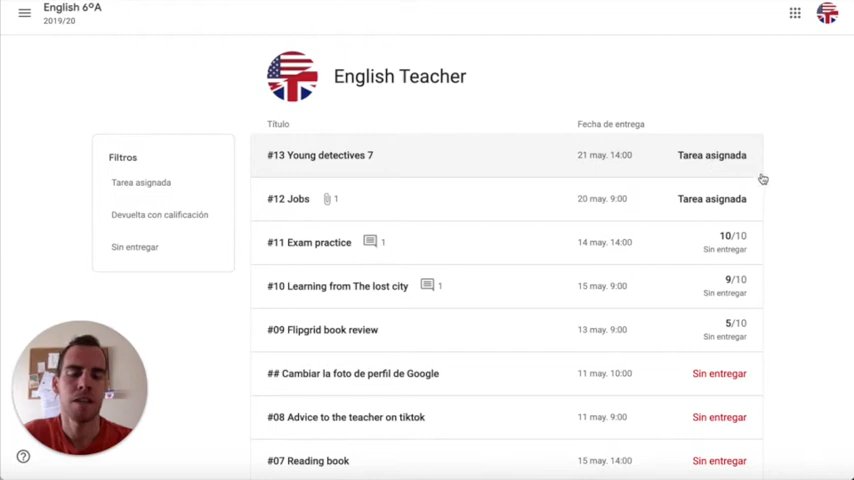 English 6ºA
2019/20
English Teacher
Título Fecha de entrega
Filtros
Tarea asignada
Devuelta con calificación
Sin entregar
#13 Young detectives 7 21 may. 14:00 Tarea asignada
#12 Jobs 1 20 may. 9:00 Tarea asignada
#11 Exam practice 1 14 may. 14:00 10/10
Sin entregar
#10 Learning from The lost city 1 15 may. 9:00 9/10
Sin entregar
#09 Flipgrid book review 13 may. 9:00 5/10
Sin entregar
## Cambiar la foto de perfil de Google 11 may. 10:00 Sin entregar
#08 Advice to the teacher on tiktok 11 may. 9:00 Sin entregar
#07 Reading book 15 may. 14:00 Sin entregar